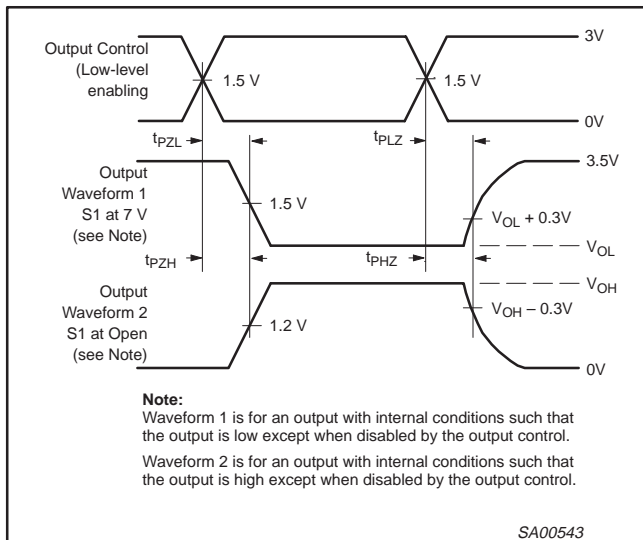 Output Control
(Low-level
enabling
3V
1.5 V
1.5 V
0V
tPZL
tPLZ
3.5V
Output
Waveform 1
S1 at 7 V
(see Note)
1.5 V
VOL + 0.3V
VOL
tPZH
tPHZ
VOH
Output
Waveform 2
S1 at Open
(see Note)
1.2 V
VOH – 0.3V
0V
Note:
Waveform 1 is for an output with internal conditions such that
the output is low except when disabled by the output control.
Waveform 2 is for an output with internal conditions such that
the output is high except when disabled by the output control.
SA00543